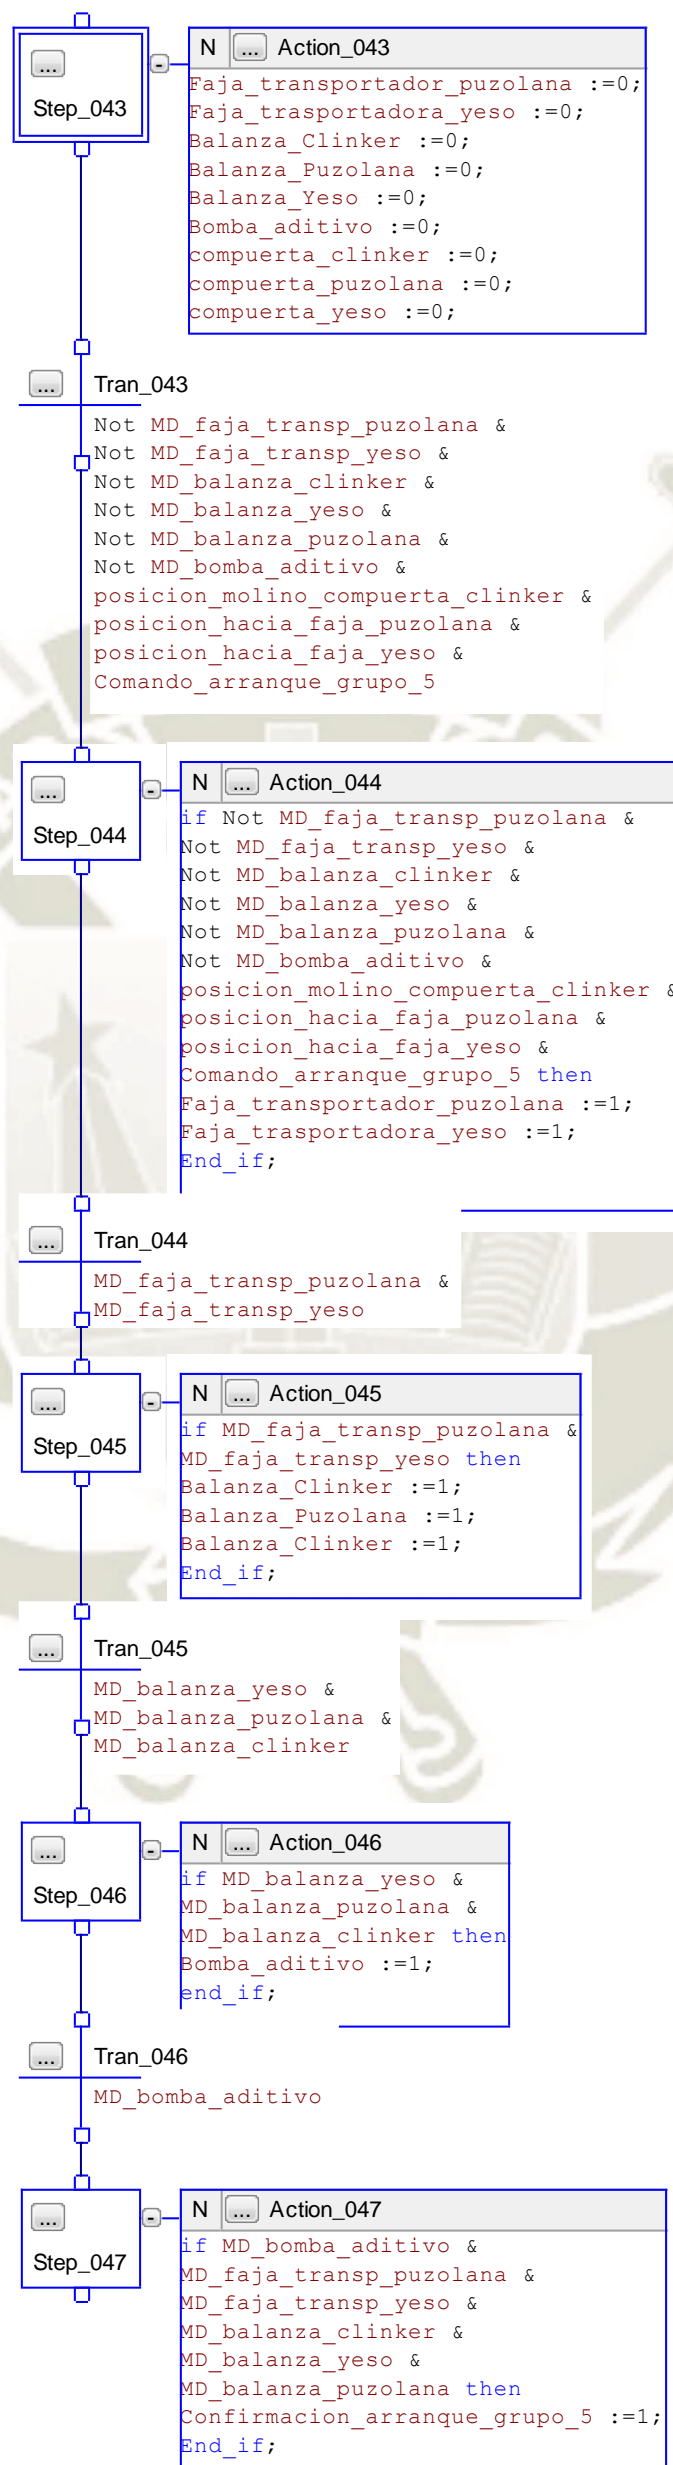 N ... Action_043
...
Step_043
Faja_transportador_puzolana :=0;
Faja_trasportadora_yeso :=0;
Balanza_Clinker :=0;
Balanza_Puzolana :=0;
Balanza_Yeso :=0;
Bomba_aditivo :=0;
compuerta_clinker :=0;
compuerta_puzolana :=0;
compuerta_yeso :=0;
... Tran_043
Not MD_faja_transp_puzolana &
Not MD_faja_transp_yeso &
Not MD_balanza_clinker &
Not MD_balanza_yeso &
Not MD_balanza_puzolana &
Not MD_bomba_aditivo &
posicion_molino_compuerta_clinker &
posicion_hacia_faja_puzolana &
posicion_hacia_faja_yeso &
Comando_arranque_grupo_5
N ... Action_044
...
Step_044
if Not MD_faja_transp_puzolana &
Not MD_faja_transp_yeso &
Not MD_balanza_clinker &
Not MD_balanza_yeso &
Not MD_balanza_puzolana &
Not MD_bomba_aditivo &
posicion_molino_compuerta_clinker &
posicion_hacia_faja_puzolana &
posicion_hacia_faja_yeso &
Comando_arranque_grupo_5 then
Faja_transportador_puzolana :=1;
Faja_trasportadora_yeso :=1;
End_if;
... Tran_044
MD_faja_transp_puzolana &
MD_faja_transp_yeso
N ... Action_045
...
Step_045
if MD_faja_transp_puzolana &
MD_faja_transp_yeso then
Balanza_Clinker :=1;
Balanza_Puzolana :=1;
Balanza_Clinker :=1;
End_if;
... Tran_045
MD_balanza_yeso &
MD_balanza_puzolana &
MD_balanza_clinker
N ... Action_046
...
Step_046
if MD_balanza_yeso &
MD_balanza_puzolana &
MD_balanza_clinker then
Bomba_aditivo :=1;
end_if;
... Tran_046
MD_bomba_aditivo
N ... Action_047
...
Step_047
if MD_bomba_aditivo &
MD_faja_transp_puzolana &
MD_faja_transp_yeso &
MD_balanza_clinker &
MD_balanza_yeso &
MD_balanza_puzolana then
Confirmacion_arranque_grupo_5 :=1;
End_if;